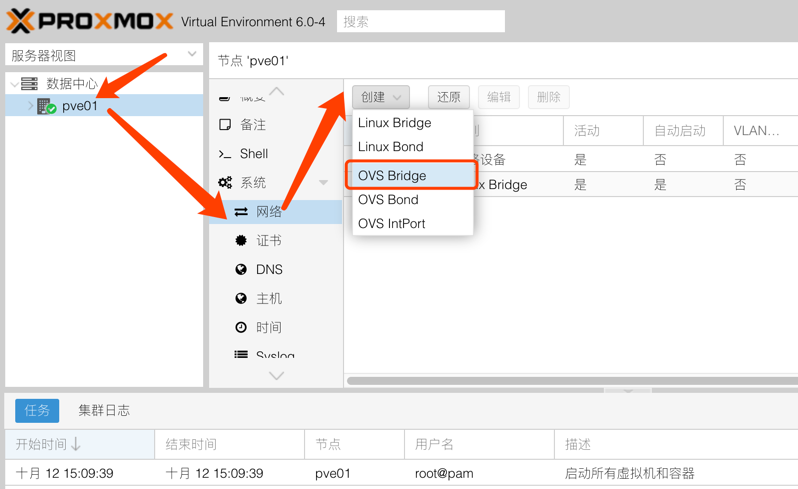 PROXMOX Virtual Environment 6.0-4 搜索
服务器视图
数据中心
pve01
节点 'pve01'
概要
备注
Shell
系统
网络
证书
DNS
主机
时间
Syslog
创建 还原 编辑 删除
Linux Bridge
Linux Bond
OVS Bridge
OVS Bond
OVS IntPort
别 活动 自动启动 VLAN...
设备 是 否 否
x Bridge 是 是 否
任务 集群日志
开始时间↓ 结束时间 节点 用户名 描述
十月 12 15:09:39 十月 12 15:09:39 pve01 root@pam 启动所有虚拟机和容器